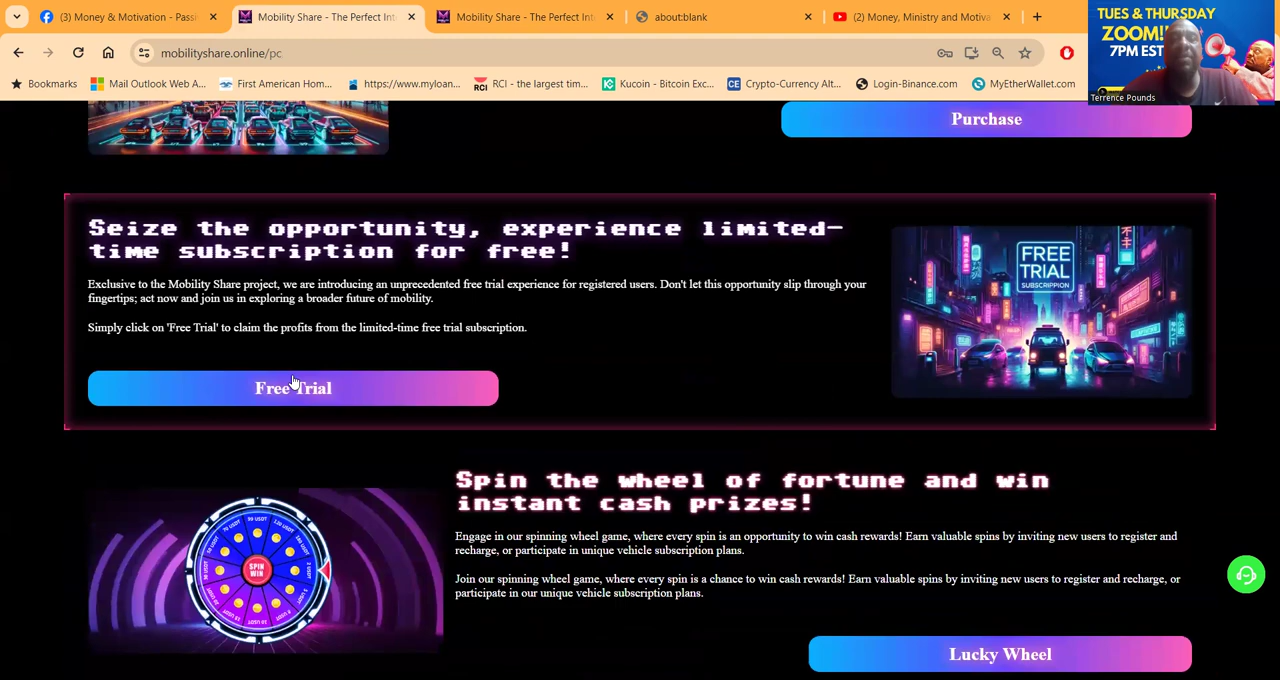 (3) Money & Motivation - Passi
Mobility Share - The Perfect Int
Mobility Share - The Perfect Int
about:blank
(2) Money, Ministry and Motiva
TUES & THURSDAY
ZOOM!
7PM EST
Terrence Pounds
mobilityshare.online/pc
Bookmarks
Mail Outlook Web A...
First American Hom...
https://www.myloan...
RCI
RCI - the largest tim...
Kucoin - Bitcoin Exc...
CE
Crypto-Currency Alt...
Login-Binance.com
MyEtherWallet.com
Purchase
Seize the opportunity, experience limited-
time subscription for free!
Exclusive to the Mobility Share project, we are introducing an unprecedented free trial experience for registered users. Don't let this opportunity slip through your
fingertips; act now and join us in exploring a broader future of mobility.
Simply click on 'Free Trial' to claim the profits from the limited-time free trial subscription.
Free Trial
FREE
TRIAL
SUBSCRIPPTION
Spin the wheel of fortune and win
instant cash prizes!
Engage in our spinning wheel game, where every spin is an opportunity to win cash rewards! Earn valuable spins by inviting new users to register and
recharge, or participate in unique vehicle subscription plans.
Join our spinning wheel game, where every spin is a chance to win cash rewards! Earn valuable spins by inviting new users to register and recharge, or
participate in our unique vehicle subscription plans.
SPIN
WIN
Lucky Wheel